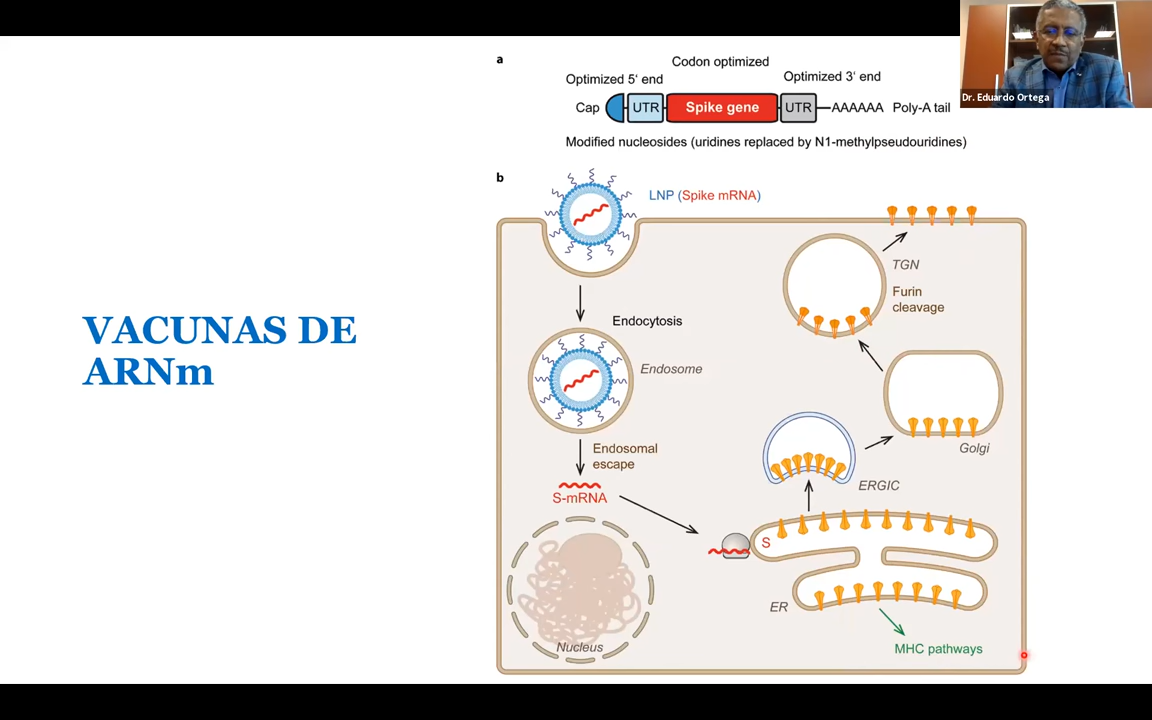 VACUNAS DE
ARNm
a
Codon optimized
Optimized 5' end
Optimized 3' end
Cap
UTR
Spike gene
UTR
AAAAAA
Poly-A tail
Modified nucleosides (uridines replaced by N1-methylpseudouridines)
b
LNP (Spike mRNA)
Endocytosis
Endosome
Endosomal
escape
S-mRNA
Nucleus
S
ER
MHC pathways
ERGIC
Golgi
TGN
Furin
cleavage
Dr. Eduardo Ortega